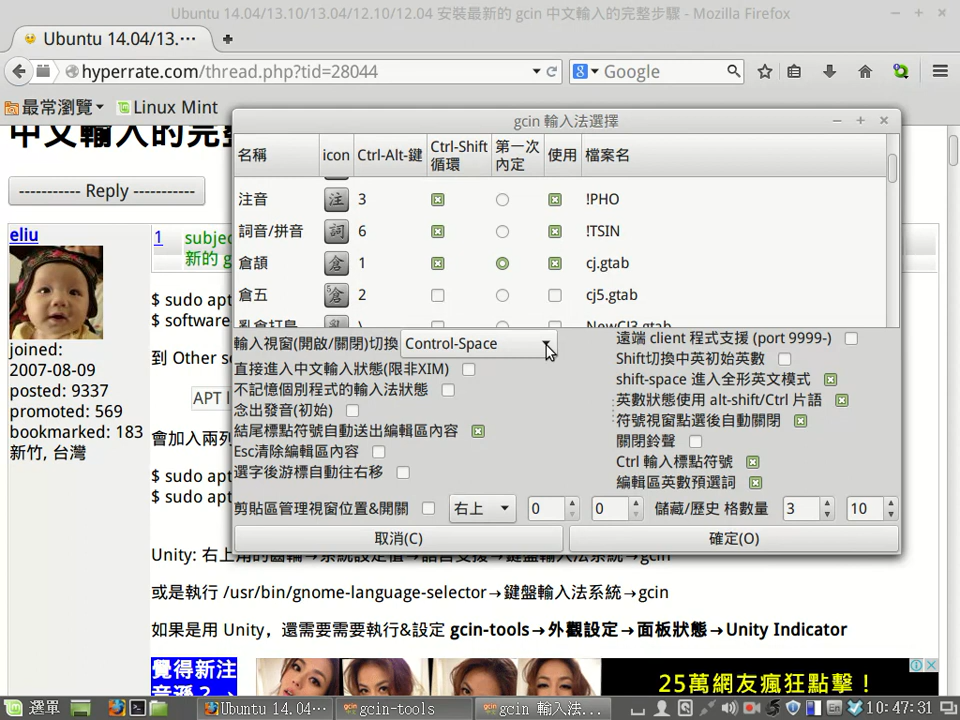 Ubuntu 14.04/13.10/13.04/12.10/12.04 安裝最新的 gcin 中文輸入的完整步驟 - Mozilla Firefox
Ubuntu 14.04/13.···
hyperrate.com/thread.php?tid=28044
Google
最常瀏覽
Linux Mint
中文輸入的完
----------- Reply -----------
eliu
1
subjec
新的 g
joined:
2007-08-09
posted: 9337
promoted: 569
bookmarked: 183
新竹, 台灣
$ sudo apt
$ software
到 Other so
APT l
會加入兩列
$ sudo apt
$ sudo apt
gcin 輸入法選擇
名稱 icon Ctrl-Alt-鍵 Ctrl-Shift 循環 第一次 內定 使用 檔案名
注音 注 3 !PHO
詞音/拼音 詞 6 !TSIN
倉頡 倉 1 cj.gtab
倉五 5倉 2 cj5.gtab
亂倉打鳥 \ NewCJ3.gtab
輸入視窗(開啟/關閉)切換 Control-Space
直接進入中文輸入狀態(限非XIM)
不記憶個別程式的輸入法狀態
念出發音(初始)
結尾標點符號自動送出編輯區內容
Esc清除編輯區內容
選字後游標自動往右移
遠端 client 程式支援 (port 9999-)
Shift切換中英初始英數
shift-space 進入全形英文模式
英數狀態使用 alt-shift/Ctrl 片語
符號視窗點選後自動關閉
關閉鈴聲
Ctrl 輸入標點符號
編輯區英數預選詞
剪貼區管理視窗位置&開關 右上 0 0 儲藏/歷史 格數量 3 10
取消(C) 確定(O)
Unity: 右上角的齒輪→系統設定值→語言支援→鍵盤輸入法系統→gcin
或是執行 /usr/bin/gnome-language-selector→鍵盤輸入法系統→gcin
如果是用 Unity，還需要需要執行&設定 gcin-tools→外觀設定→面板狀態→Unity Indicator
覺得新注
音遜？、
25萬網友瘋狂點擊！
選單
Ubuntu 14.04···
gcin-tools
gcin 輸入法···
10:47:31